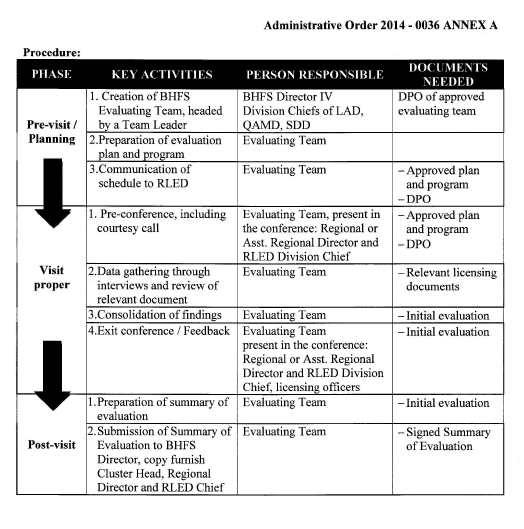 Administrative Order 2014 - 0036 ANNEX A
Procedure:
PHASE
KEY ACTIVITIES
PERSON RESPONSIBLE
DOCUMENTS
NEEDED
Pre-visit /
Planning
1. Creation of BHFS
Evaluating Team, headed
by a Team Leader
BHFS Director IV
Division Chiefs of LAD,
QAMD, SDD
DPO of approved
evaluating team
2.Preparation of evaluation
plan and program
Evaluating Team
3.Communication of
schedule to RLED
Evaluating Team
– Approved plan
and program
– DPO
Visit
proper
1. Pre-conference, including
courtesy call
Evaluating Team, present in
the conference: Regional or
Asst. Regional Director and
RLED Division Chief
– Approved plan
and program
– DPO
2.Data gathering through
interviews and review of
relevant document
Evaluating Team
– Relevant licensing
documents
3.Consolidation of findings
Evaluating Team
– Initial evaluation
4.Exit conference / Feedback
Evaluating Team
present in the conference:
Regional or Asst. Regional
Director and RLED Division
Chief, licensing officers
– Initial evaluation
Post-visit
1.Preparation of summary of
evaluation
Evaluating Team
– Initial evaluation
2.Submission of Summary of
Evaluation to BHFS
Director, copy furnish
Cluster Head, Regional
Director and RLED Chief
Evaluating Team
– Signed Summary
of Evaluation